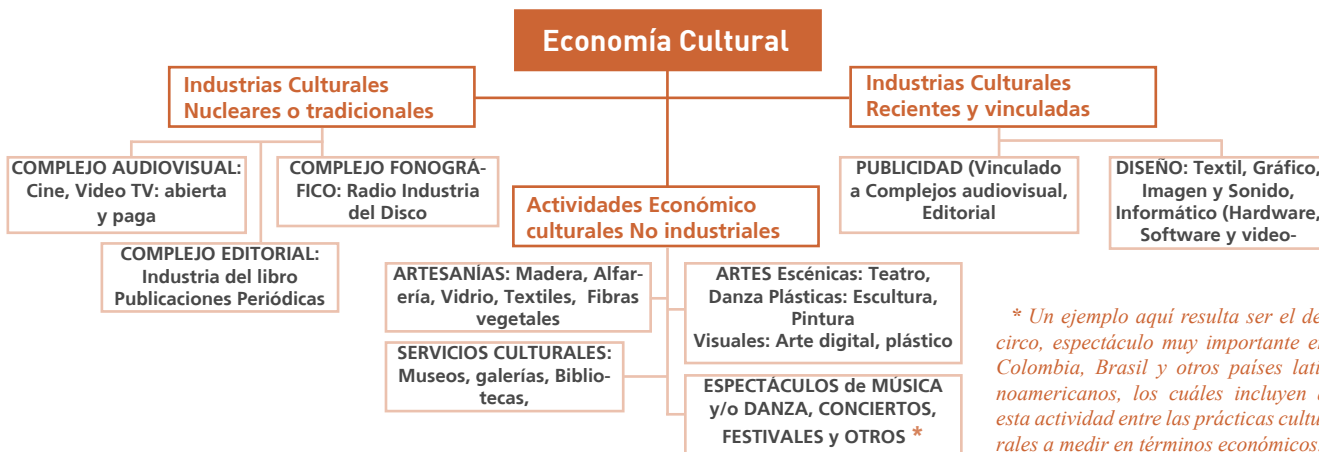 Economía Cultural
Industrias Culturales
Nucleares o tradicionales
Industrias Culturales
Recientes y vinculadas
COMPLEJO AUDIOVISUAL:
Cine, Video TV: abierta
y paga
COMPLEJO FONOGRÁ-
FICO: Radio Industria
del Disco
COMPLEJO EDITORIAL:
Industria del libro
Publicaciones Periódicas
PUBLICIDAD (Vinculado
a Complejos audiovisual,
Editorial
DISEÑO: Textil, Gráfico,
Imagen y Sonido,
Informático (Hardware,
Software y video-
Actividades Económico
culturales No industriales
ARTESANÍAS: Madera, Alfar-
ería, Vidrio, Textiles, Fibras
vegetales
SERVICIOS CULTURALES:
Museos, galerías, Biblio-
tecas,
ARTES Escénicas: Teatro,
Danza Plásticas: Escultura,
Pintura
Visuales: Arte digital, plástico
ESPECTÁCULOS de MÚSICA
y/o DANZA, CONCIERTOS,
FESTIVALES y OTROS *
* Un ejemplo aquí resulta ser el de
circo, espectáculo muy importante
Colombia, Brasil y otros países lati
noamericanos, los cuáles incluyen
esta actividad entre las prácticas cultu
rales a medir en términos económicos.